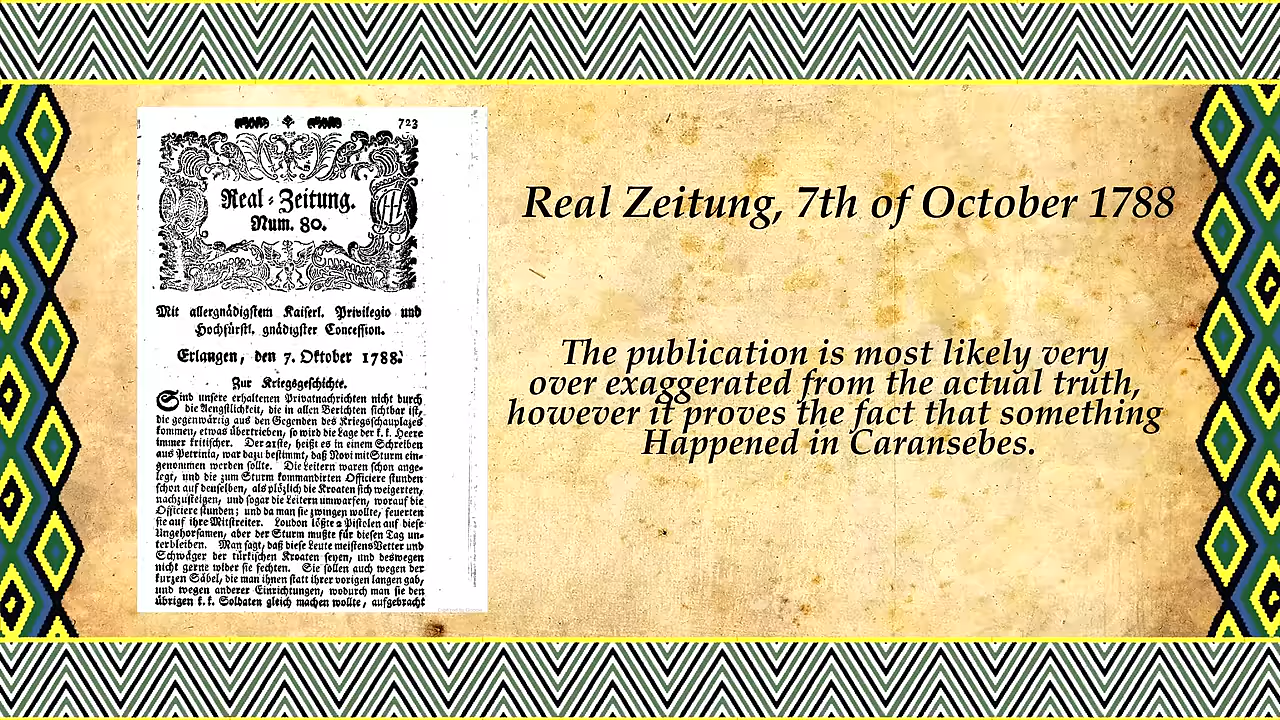 723
Real-Zeitung.
Num. 80.
Mit allergnädigstem Kaiserl. Privilegio und
Hochfürstl. gnädigster Concession.
Erlangen, den 7. Oktober 1788.
Zur Kriegsgeschichte.
Sind unsere erhaltenen Privatnachrichten nicht durch
die Aengstlichkeit, die in allen Berichten sichtbar ist,
die gegenwärtig aus den Gegenden des Kriegsschauplazes
kommen, etwas übertrieben, so wird die Lage der k. k. Heere
immer kritischer. Der 2rste, heißt es in einem Schreiben
aus Petrinia, war dazu bestimmt, daß Novi mit Sturm ein-
genommen werden sollte. Die Leitern waren schon ange-
legt, und die zum Sturm kommandirten Officiere stunden
schon auf denselben, als plözlich die Kroaten sich weigerten,
nachzusteigen, und sogar die Leitern umwarfen, worauf die
Officiere stunden; und da man sie zwingen wollte, feuerten
sie auf ihre Mitstreiter. Loudon lößte 2 Pistolen auf diese
Ungehorsamen, aber der Sturm mußte für diesen Tag un-
terbleiben. Man sagt, daß diese Leute meistens Vetter und
Schwäger der türkischen Kroaten seyen, und deswegen
nicht gerne wider sie fechten. Sie sollen auch wegen der
kurzen Säbel, die man ihnen statt ihrer vorigen langen gab,
und wegen anderer Einrichtungen, wodurch man sie den
übrigen k. k. Soldaten gleich machen wollte, aufgebracht
Real Zeitung, 7th of October 1788
The publication is most likely very
over exaggerated from the actual truth,
however it proves the fact that something
Happened in Caransebes.